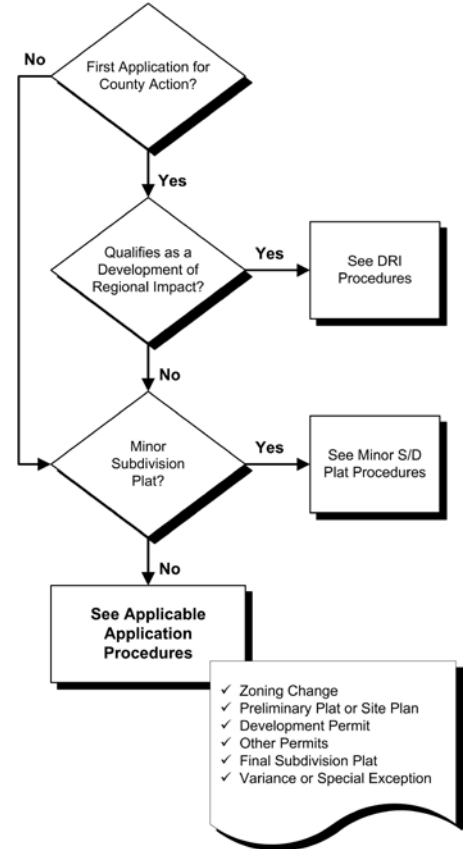 No
First Application for
County Action?
Yes
Qualifies as a
Development of
Regional Impact?
Yes
See DRI
Procedures
No
Minor
Subdivision
Plat?
Yes
See Minor S/D
Plat Procedures
No
See Applicable
Application
Procedures
✓ Zoning Change
✓ Preliminary Plat or Site Plan
✓ Development Permit
✓ Other Permits
✓ Final Subdivision Plat
✓ Variance or Special Exception